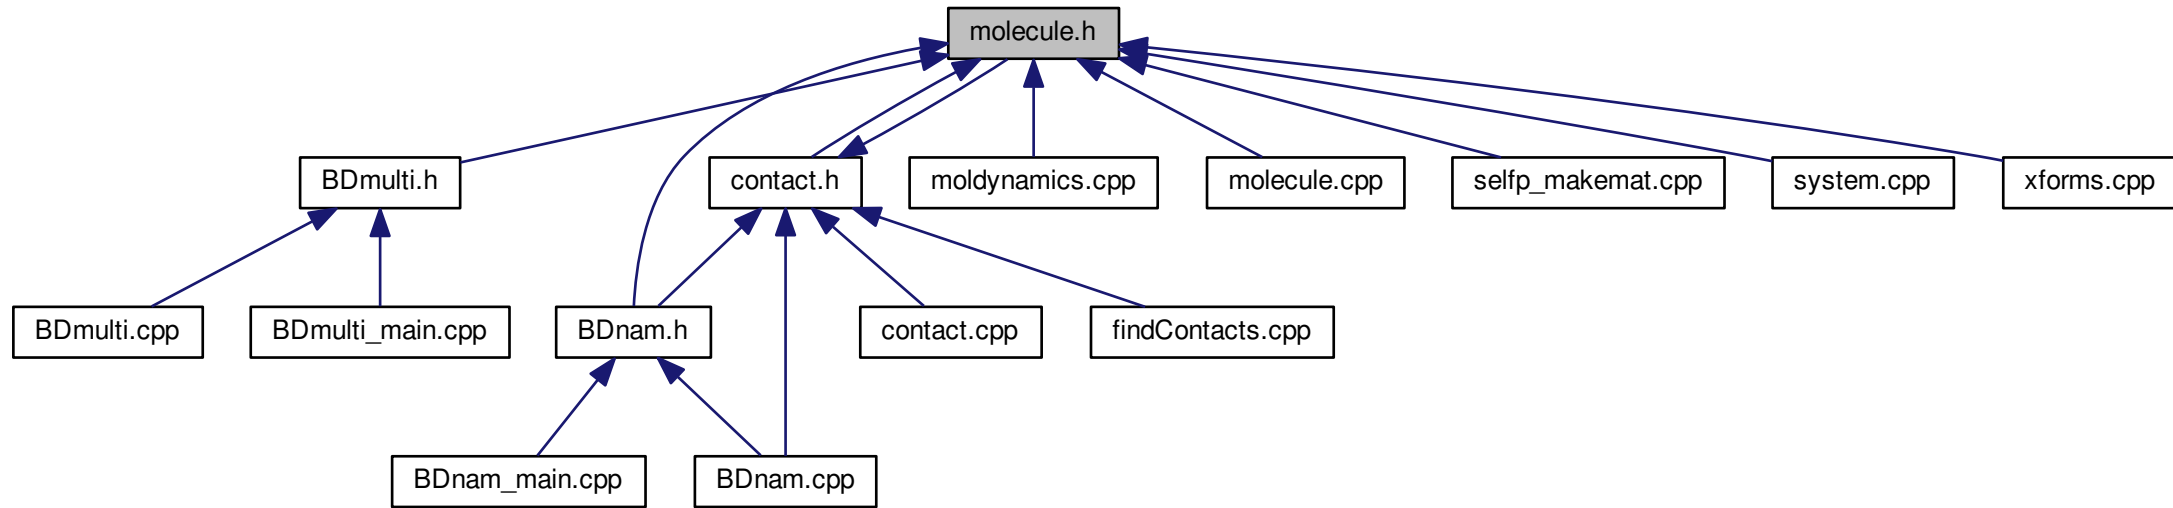 molecule.h
BDmulti.h
contact.h
moldynamics.cpp
molecule.cpp
selfp_makemat.cpp
system.cpp
xforms.cpp
BDmulti.cpp
BDmulti_main.cpp
BDnam.h
contact.cpp
findContacts.cpp
BDnam_main.cpp
BDnam.cpp